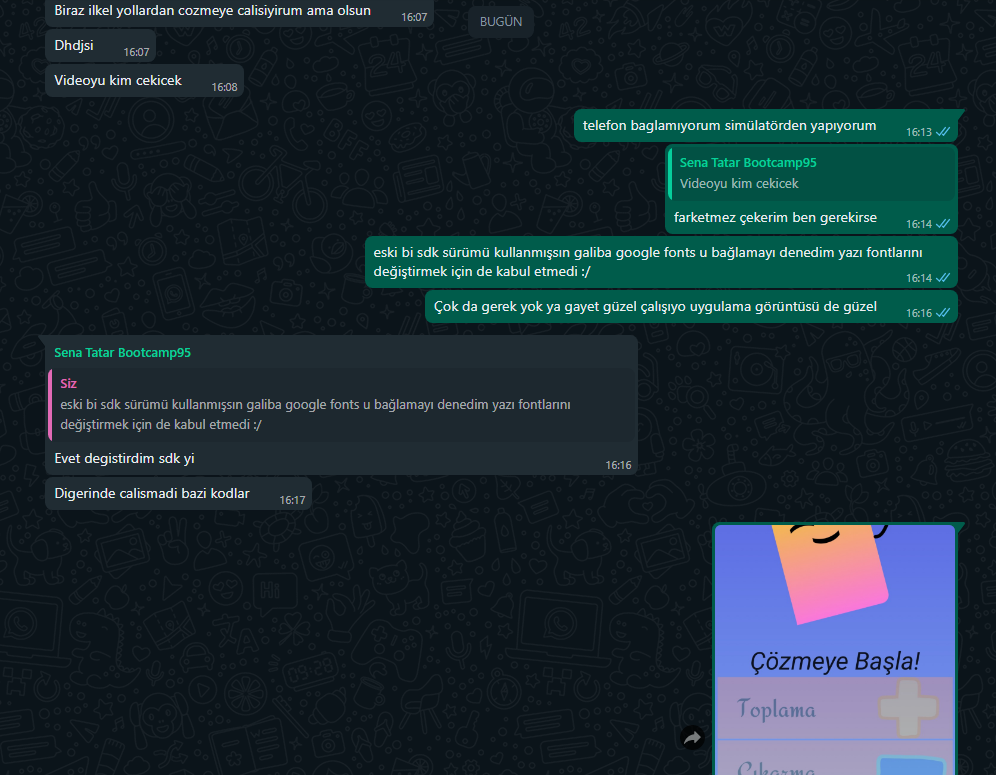 Biraz ilkel yollardan cozmeye calisiyirum ama olsun
16:07
BUGÜN
Dhdjsi
16:07
Videoyu kim cekicek
16:08
telefon baglamıyorum simülatörden yapıyorum
16:13
Sena Tatar Bootcamp95
Videoyu kim cekicek
farketmez çekerim ben gerekirse
16:14
eski bi sdk sürümü kullanmışsın galiba google fonts u bağlamayı denedim yazı fontlarını
değiştirmek için de kabul etmedi :/
16:14
Çok da gerek yok ya gayet güzel çalışıyo uygulama görüntüsü de güzel
16:16
Sena Tatar Bootcamp95
Siz
eski bi sdk sürümü kullanmışsın galiba google fonts u bağlamayı denedim yazı fontlarını
değiştirmek için de kabul etmedi :/
Evet degistirdim sdk yi
16:16
Digerinde calismadi bazi kodlar
16:17
Çözmeye Başla!
Toplama
Çıkarma